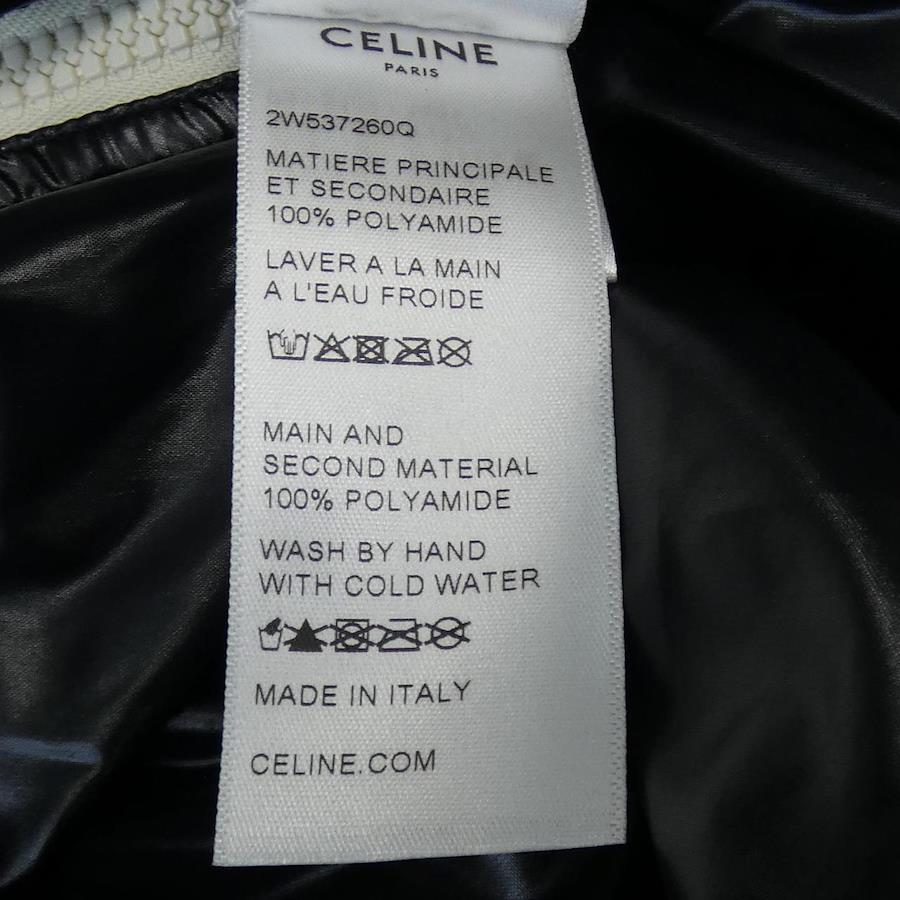 CELINE
PARIS
2W537260Q
MATIERE PRINCIPALE
ET SECONDAIRE
100% POLYAMIDE
LAVER A LA MAIN
A L'EAU FROIDE
MAIN AND
SECOND MATERIAL
100% POLYAMIDE
WASH BY HAND
WITH COLD WATER
MADE IN ITALY
CELINE.COM